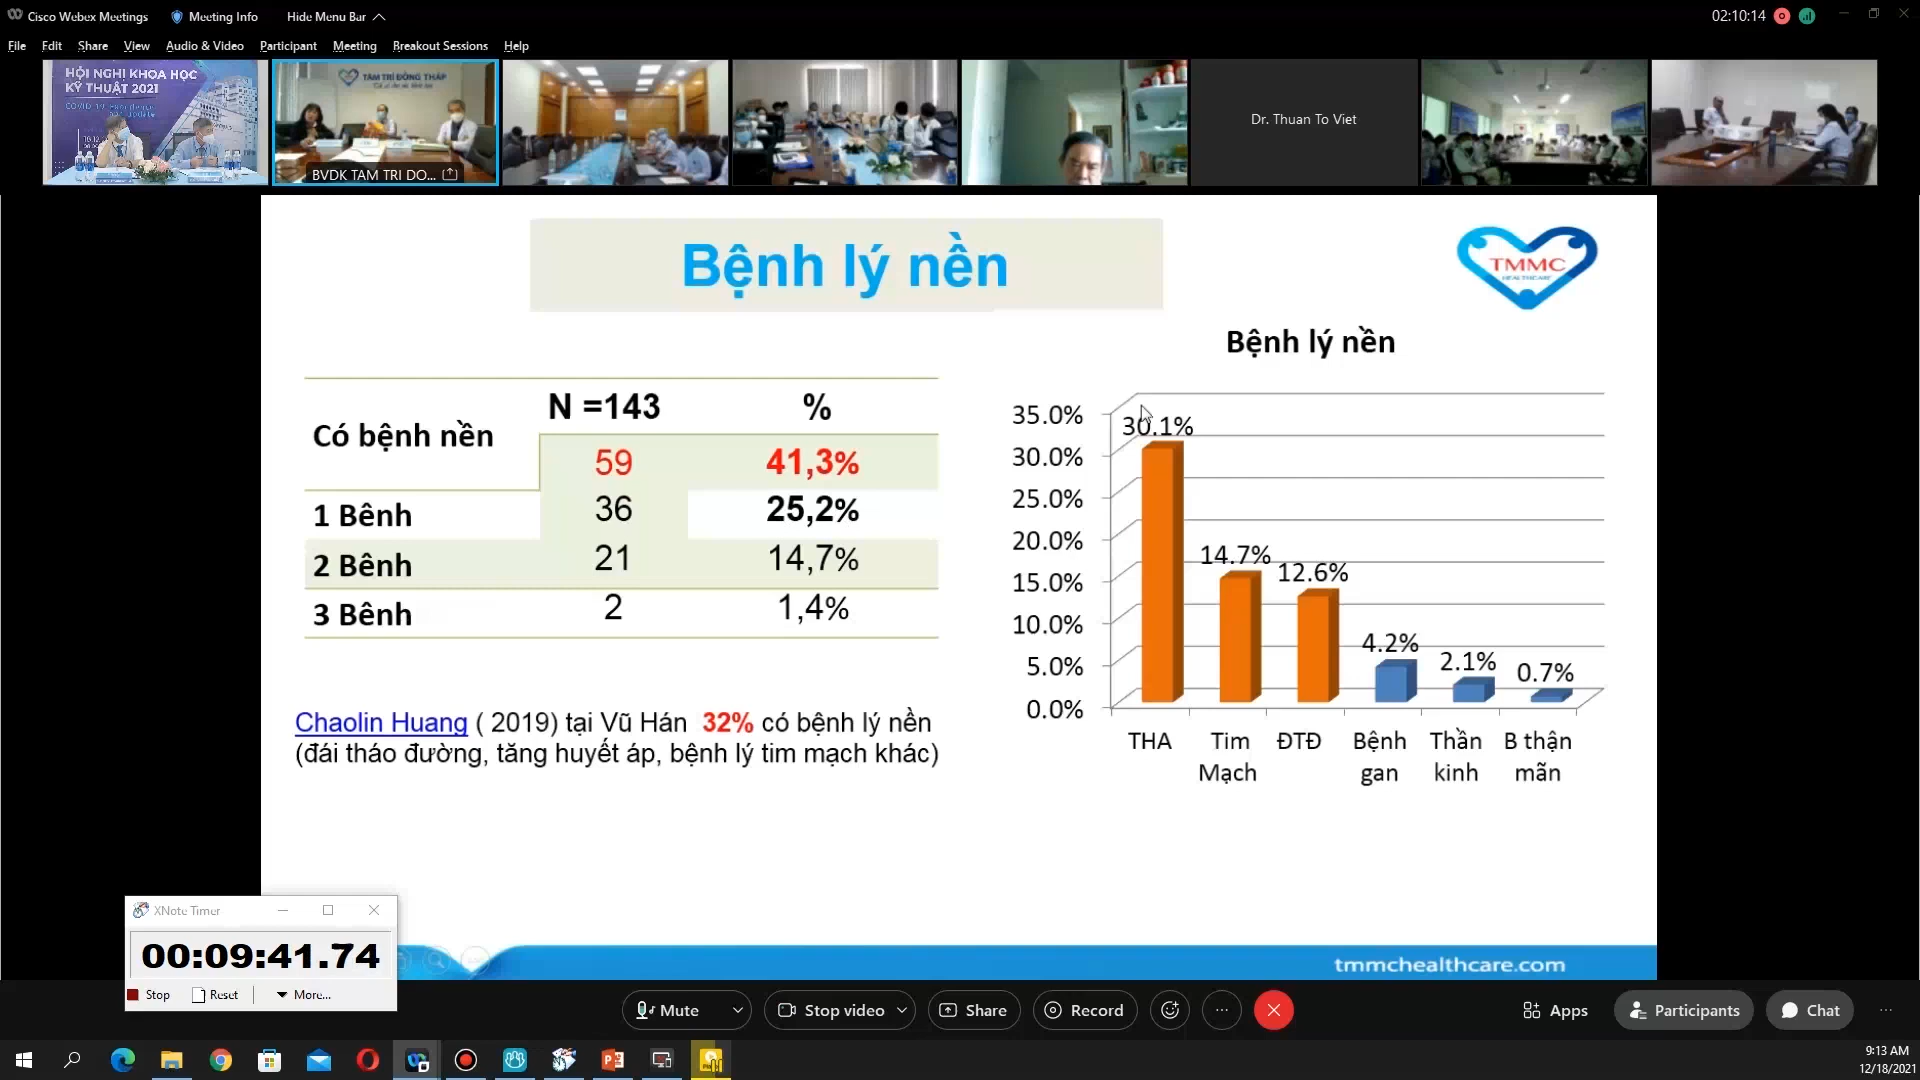 Cisco Webex Meetings
Meeting Info
Hide Menu Bar
02:10:14
File Edit Share View Audio & Video Participant Meeting Breakout Sessions Help
HỘI NGHỊ KHOA HỌC
KỸ THUẬT 2021
TÂM TRÍ ĐỒNG THÁP
BVDK TAM TRI DO...
Dr. Thuan To Viet
Bệnh lý nền
TMMC
HEALTHCARE
Có bệnh nền
N =143 %
59 41,3%
1 Bênh 36 25,2%
2 Bênh 21 14,7%
3 Bênh 2 1,4%
Chaolin Huang ( 2019) tại Vũ Hán 32% có bệnh lý nền
(đái tháo đường, tăng huyết áp, bệnh lý tim mạch khác)
Bệnh lý nền
35.0%
30.0%
25.0%
20.0%
15.0%
10.0%
5.0%
0.0%
30.1%
14.7%
12.6%
4.2%
2.1%
0.7%
THA
Tim
Mạch
ĐTĐ
Bệnh
gan
Thần
kinh
B thận
mãn
tmmchealthcare.com
XNote Timer
00:09:41.74
Stop Reset More...
Mute
Stop video
Share
Record
Apps
Participants
Chat
9:13 AM
12/18/2021